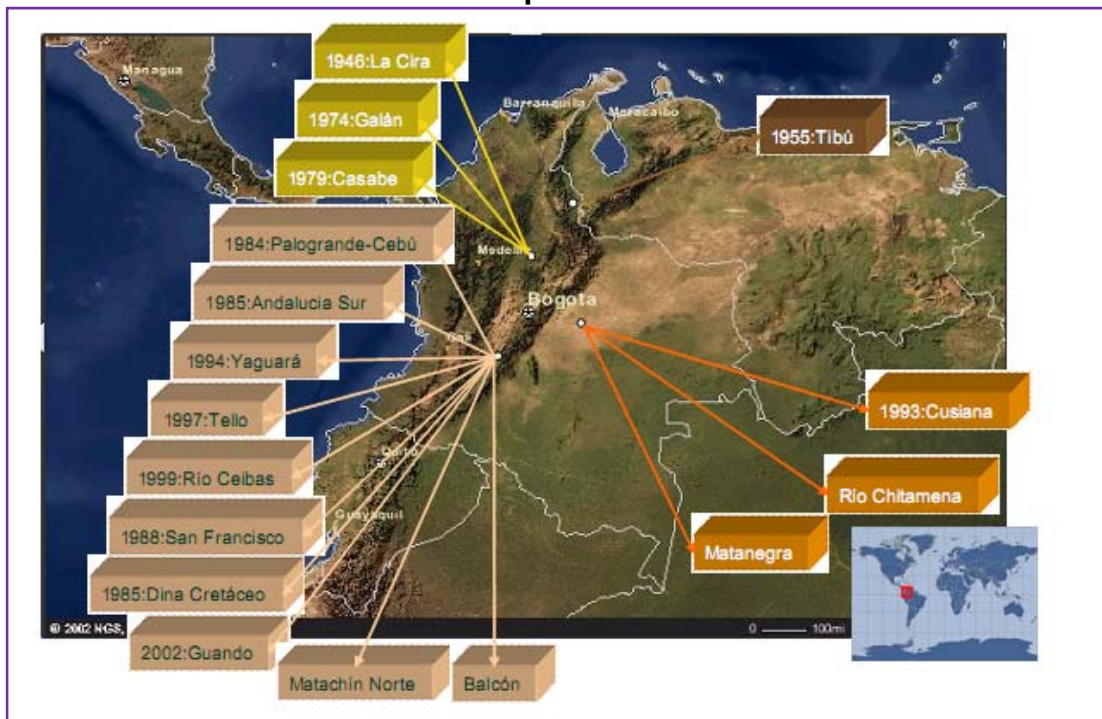 Managua
1946:La Cira
Barranquilla
Maracaibo
1974:Galán
1955:Tibú
1979:Casabe
1984:Palogrande-Cebú
Medellin
1985:Andalucia Sur
Bogota
1994:Yaguará
Cali
1997:Tello
1993:Cusiana
Quito
1999:Río Ceibas
Río Chitamena
Guayaquil
1988:San Francisco
Matanegra
1985:Dina Cretáceo
© 2002 NGS,
0 100mi
2002:Guando
Matachín Norte
Balcón